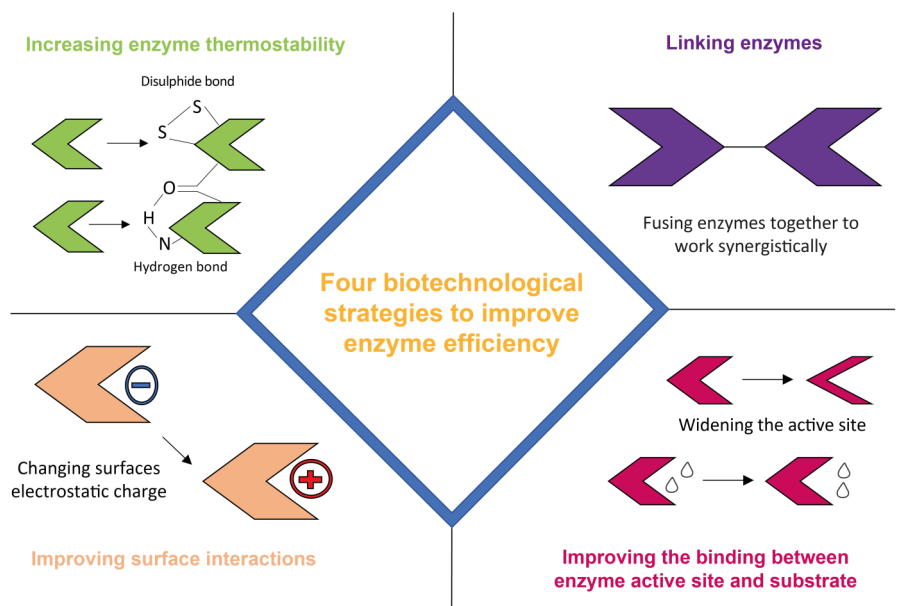 Increasing enzyme thermostability
Disulphide bond
S
S
O
H
N
Hydrogen bond
Linking enzymes
Fusing enzymes together to
work synergistically
Four biotechnological
strategies to improve
enzyme efficiency
Changing surfaces
electrostatic charge
Improving surface interactions
Widening the active site
Improving the binding between
enzyme active site and substrate